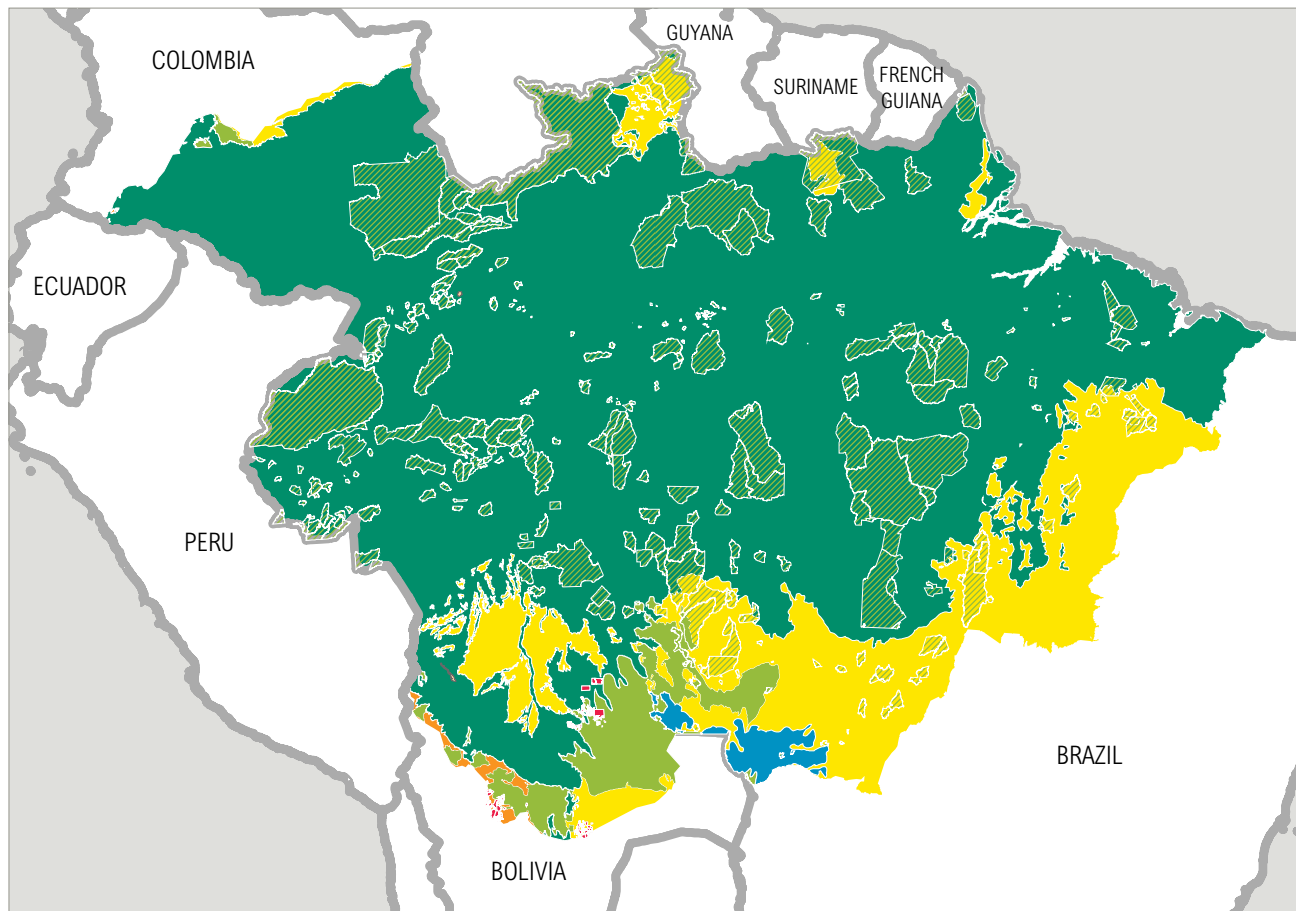 GUYANA
COLOMBIA
SURINAME
FRENCH
GUIANA
ECUADOR
PERU
BRAZIL
BOLIVIA